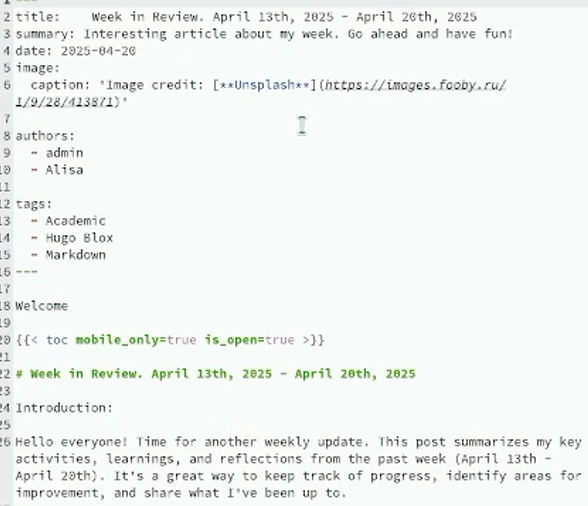 2 title:    Week in Review. April 13th, 2025 - April 20th, 2025
3 summary: Interesting article about my week. Go ahead and have fun!
4 date: 2025-04-20
5 image:
6   caption: 'Image credit: [**Unsplash**](https://images.fooby.ru/
1/9/28/413871)'
7
8 authors:
9   - admin
10   - Alisa
11
12 tags:
13   - Academic
14   - Hugo Blox
15   - Markdown
16 ---
17
18 Welcome
19
20 {{< toc mobile_only=true is_open=true >}}
21
22 # Week in Review. April 13th, 2025 - April 20th, 2025
23
24 Introduction:
25
26 Hello everyone! Time for another weekly update. This post summarizes my key
activities, learnings, and reflections from the past week (April 13th -
April 20th). It's a great way to keep track of progress, identify areas for
improvement, and share what I've been up to.